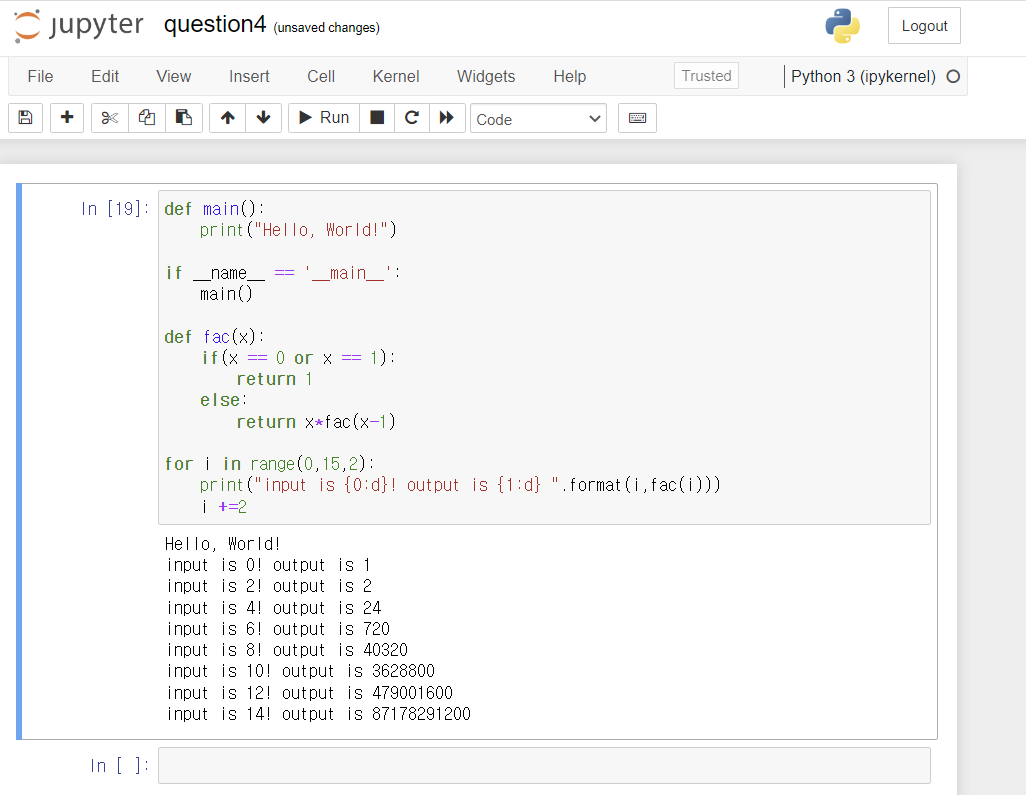 jupyter question4 (unsaved changes) Logout
File Edit View Insert Cell Kernel Widgets Help Trusted Python 3 (ipykernel)
Run Code
In [19]: def main():
    print("Hello, World!")
if __name__ == '__main__':
    main()
def fac(x):
    if(x == 0 or x == 1):
        return 1
    else:
        return x*fac(x-1)
for i in range(0,15,2):
    print("input is {0:d}! output is {1:d} ".format(i,fac(i)))
    i +=2
Hello, World!
input is 0! output is 1
input is 2! output is 2
input is 4! output is 24
input is 6! output is 720
input is 8! output is 40320
input is 10! output is 3628800
input is 12! output is 479001600
input is 14! output is 87178291200
In [ ]: